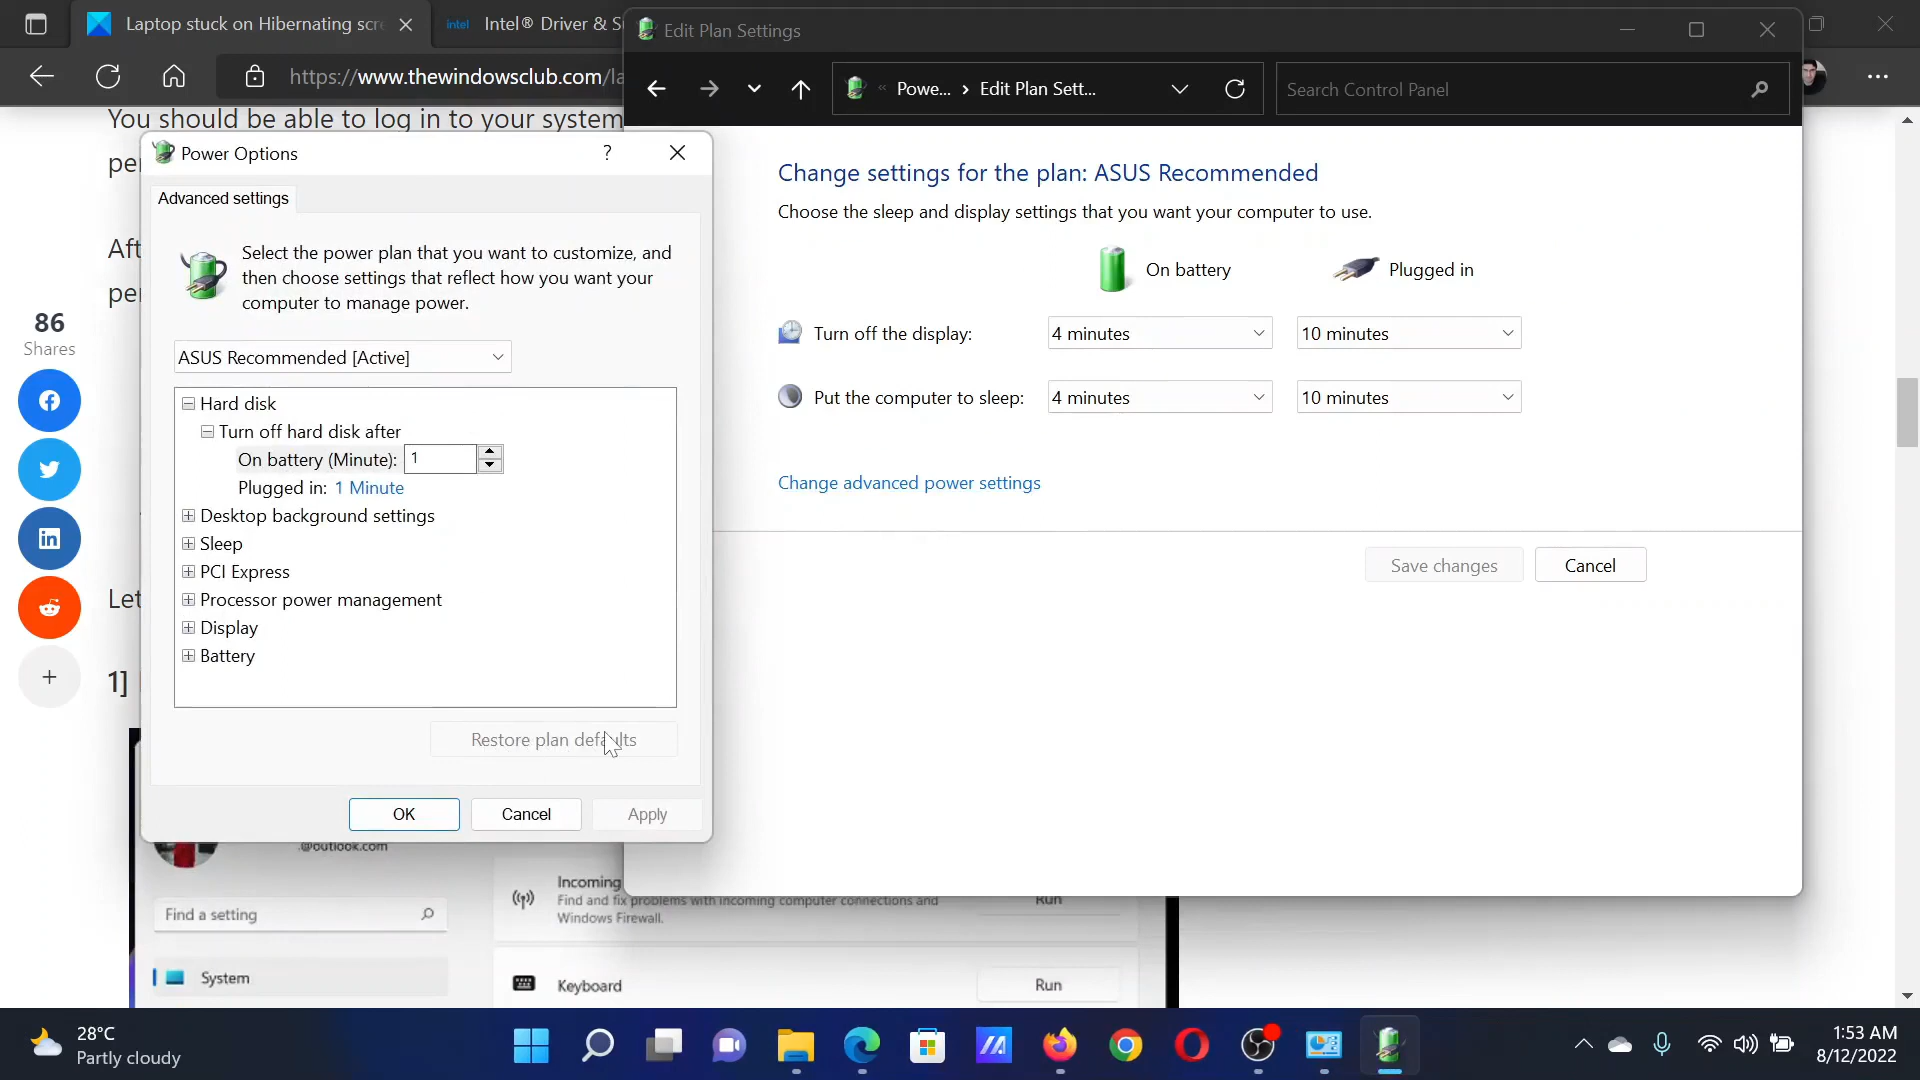 Laptop stuck on Hibernating scr
intel Intel® Driver & S
https://www.thewindowsclub.com/la
You should be able to log in to your system
per
Aft
per
86
Shares
Let
1]
Edit Plan Settings
Powe... › Edit Plan Sett...
Search Control Panel
Change settings for the plan: ASUS Recommended
Choose the sleep and display settings that you want your computer to use.
On battery
Plugged in
Turn off the display: 4 minutes 10 minutes
Put the computer to sleep: 4 minutes 10 minutes
Change advanced power settings
Save changes
Cancel
Power Options
?
Advanced settings
Select the power plan that you want to customize, and
then choose settings that reflect how you want your
computer to manage power.
ASUS Recommended [Active]
Hard disk
Turn off hard disk after
On battery (Minute): 1
Plugged in: 1 Minute
Desktop background settings
Sleep
PCI Express
Processor power management
Display
Battery
Restore plan defaults
OK
Cancel
Apply
@outlook.com
Find a setting
System
Incoming
Find and fix problems with incoming computer connections and
Windows Firewall.
Run
Keyboard
Run
28°C
Partly cloudy
1:53 AM
8/12/2022